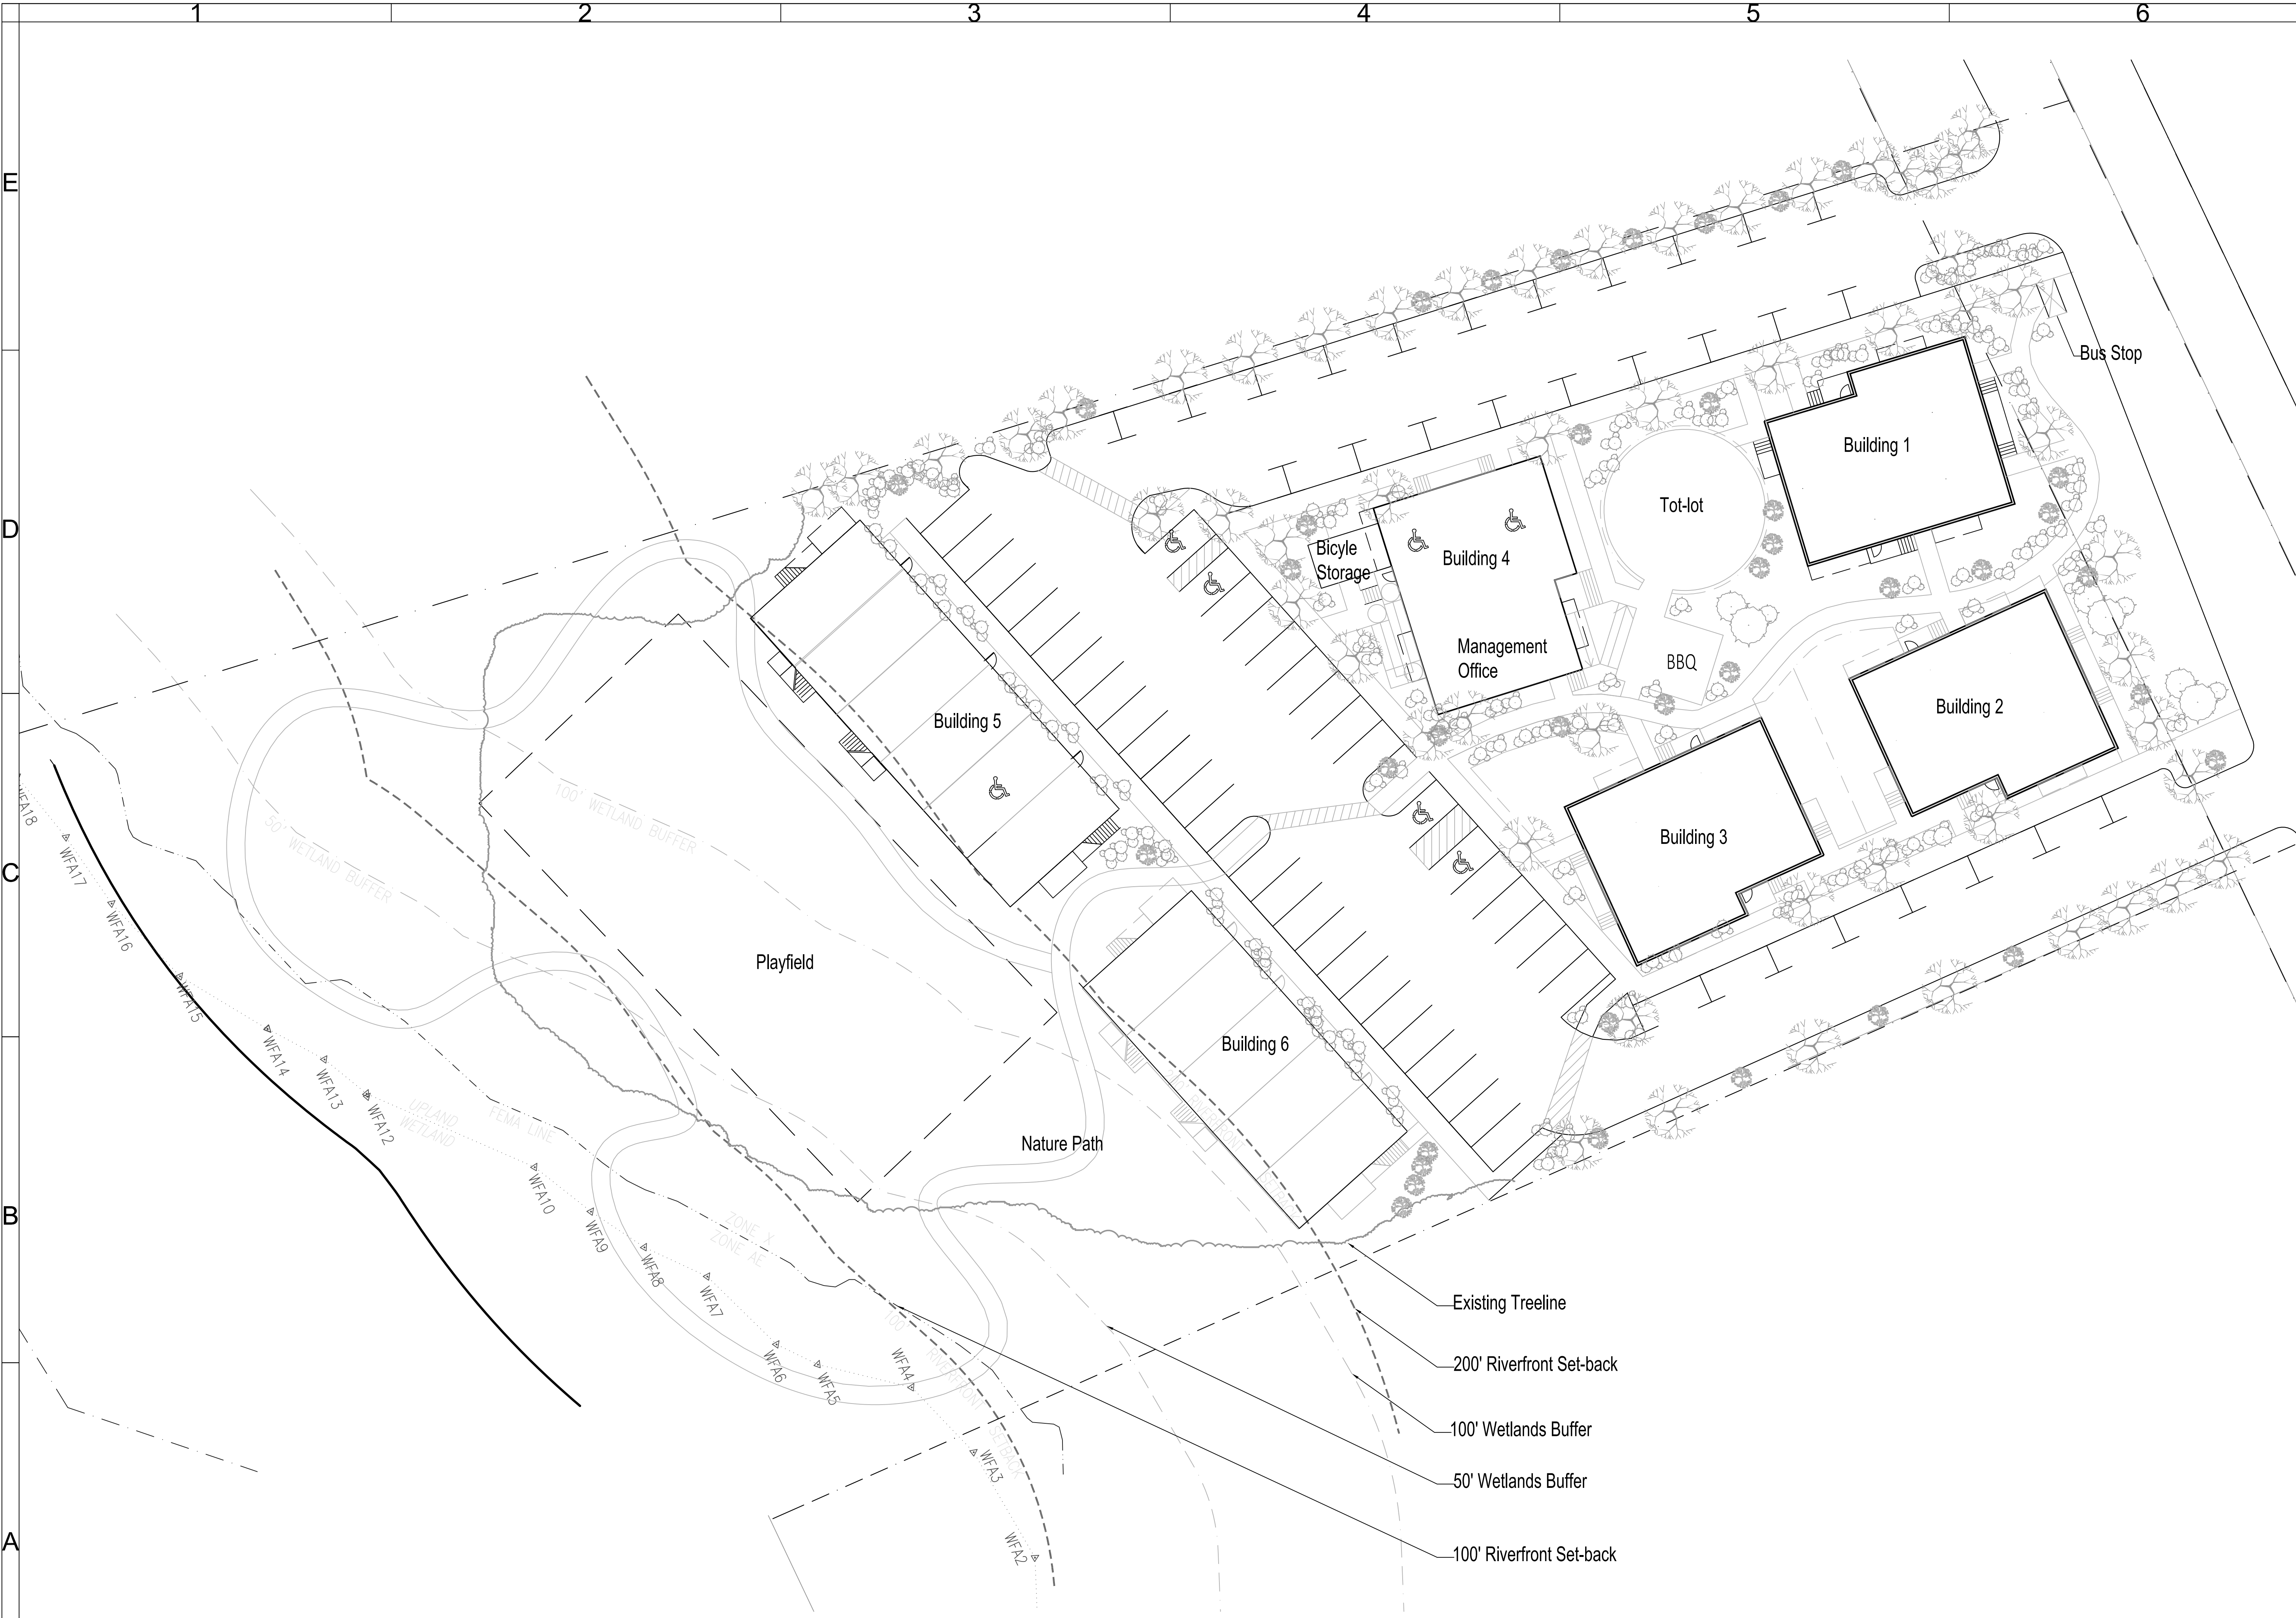 1
2
3
4
5
6
E
D
C
B
A
Bus Stop
Building 1
Tot-lot
Bicyle
Storage
Building 4
Management
Office
BBQ
Building 2
Building 5
Building 3
100' WETLAND BUFFER
50'
WETLAND BUFFER
Playfield
Building 6
Nature Path
WFA18
WFA17
WFA16
WFA15
WFA14
WFA13
WFA12
UPLAND
WETLAND
FEMA LINE
WFA10
WFA9
WFA8
WFA7
WFA6
WFA5
WFA4
WFA3
WFA2
ZONE X
ZONE AE
100' RIVERFRONT SETBACK
Existing Treeline
200' Riverfront Set-back
100' Wetlands Buffer
50' Wetlands Buffer
100' Riverfront Set-back